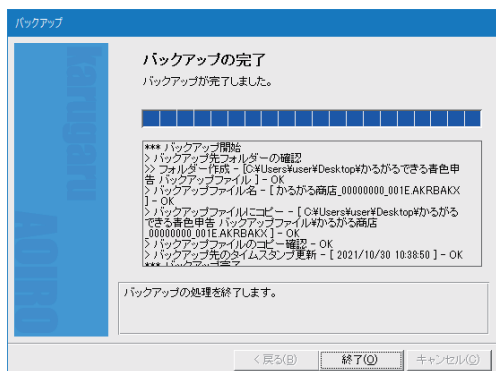 バックアップ
karugaru
AOIRO
バックアップの完了
バックアップが完了しました。
*** バックアップ開始
> バックアップ先フォルダーの確認
>> フォルダー作成 - [C¥Users¥user¥Desktop¥かるがるできる青色申
告 バックアップファイル] - OK
> バックアップファイル名 - [ かるがる商店_00000000_001E.AKRBAKX
] - OK
> バックアップファイルにコピー - [ C¥Users¥user¥Desktop¥かるがる
できる青色申告 バックアップファイル¥かるがる商店
_00000000_001E.AKRBAKX ] - OK
> バックアップファイルのコピー確認 - OK
> バックアップ先のタイムスタンプ更新 - [ 2021/10/30 10:38:50 ] - OK
*** バックアップ完了
バックアップの処理を終了します。
< 戻る(B)
終了(O)
キャンセル(C)